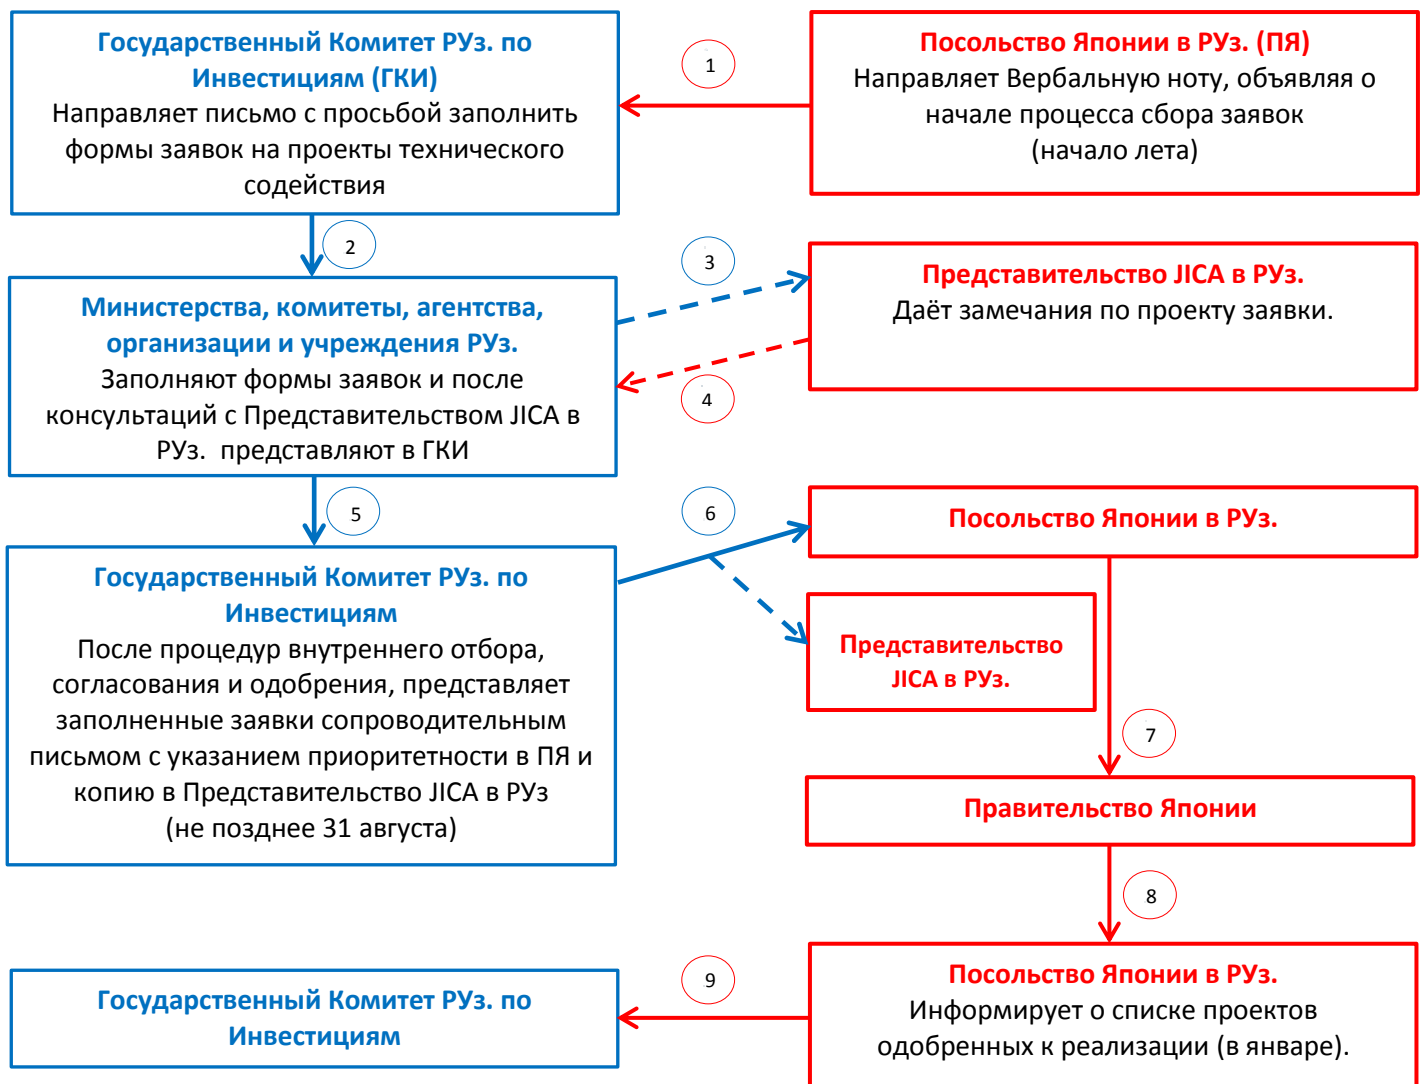 Государственный Комитет РУз. по
Инвестициям (ГКИ)
Направляет письмо с просьбой заполнить
формы заявок на проекты технического
содействия
1
Посольство Японии в РУз. (ПЯ)
Направляет Вербальную ноту, объявляя о
начале процесса сбора заявок
(начало лета)
2
Министерства, комитеты, агентства,
организации и учреждения РУз.
Заполняют формы заявок и после
консультаций с Представительством JICA в
РУз. представляют в ГКИ
3
Представительство JICA в РУз.
Даёт замечания по проекту заявки.
4
5
Государственный Комитет РУз. по
Инвестициям
После процедур внутреннего отбора,
согласования и одобрения, представляет
заполненные заявки сопроводительным
письмом с указанием приоритетности в ПЯ и
копию в Представительство JICA в РУз
(не позднее 31 августа)
6
Посольство Японии в РУз.
Представительство
JICA в РУз.
7
Правительство Японии
8
Посольство Японии в РУз.
Информирует о списке проектов
одобренных к реализации (в январе).
9
Государственный Комитет РУз. по
Инвестициям